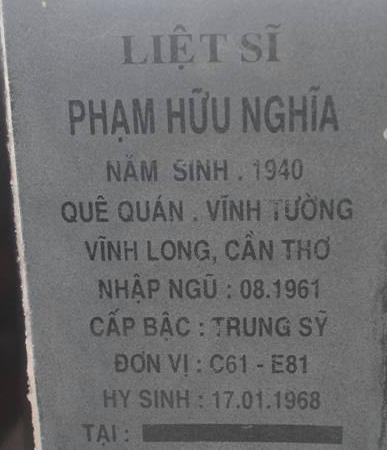 LIỆT SĨ
PHẠM HỮU NGHĨA
NĂM SINH . 1940
QUÊ QUÁN . VĨNH TƯỜNG
VĨNH LONG, CẦN THƠ
NHẬP NGŨ : 08.1961
CẤP BẬC : TRUNG SỸ
ĐƠN VỊ : C61 - E81
HY SINH : 17.01.1968
TẠI :